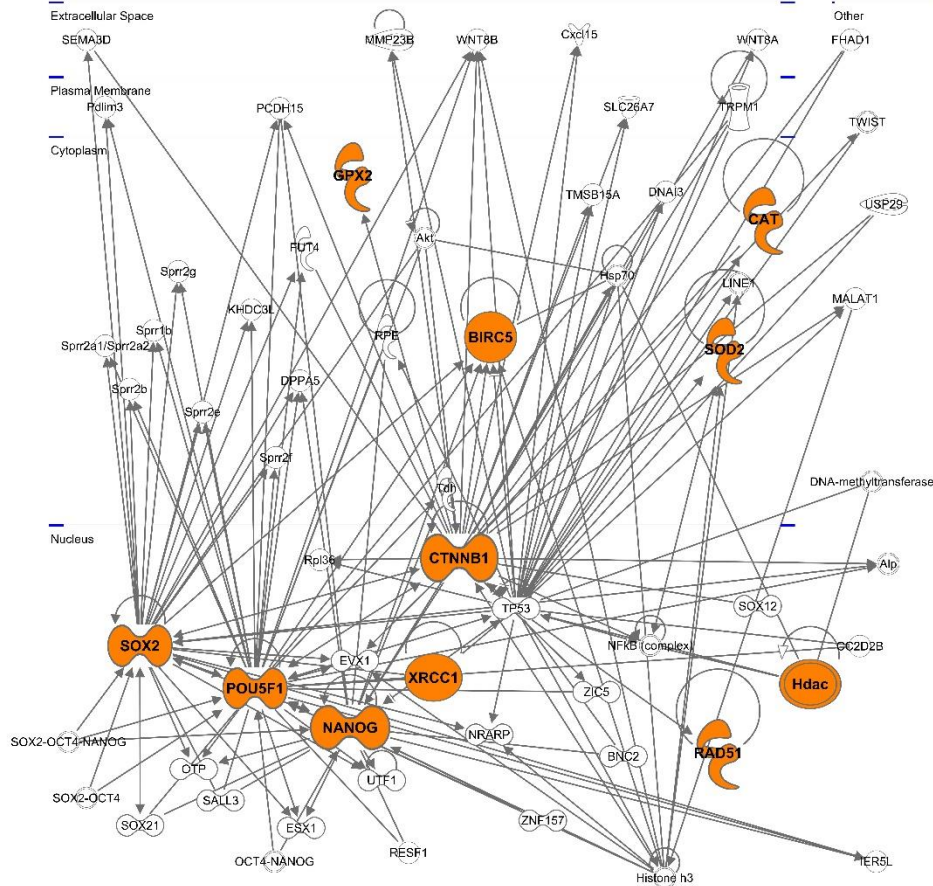 Extracellular Space
Other
SEMA3D
MMP23B
WNT8B
Cxcl15
WNT8A
FHAD1
Plasma Membrane
Pdlim3
PCDH15
SLC26A7
TRPM1
TWIST
Cytoplasm
GPX2
TMSB15A
DNAI3
CAT
USP29
FUT4
Akt
Sprr2g
Hsp70
LINE1
KHDC3L
MALAT1
Sprr1b
RPE
BIRC5
Sprr2a1/Sprr2a2
SOD2
Sprr2b
DPPA5
Sprr2e
Sprr2f
Tdh
DNA-methyltransferase
Nucleus
Rpl36
CTNNB1
Alp
TP53
SOX12
SOX2
EVX1
NFkB (complex)
CC2D2B
POU5F1
XRCC1
ZIC5
Hdac
NANOG
SOX2-OCT4-NANOG
NRARP
RAD51
OTP
UTF1
BNC2
SOX2-OCT4
SALL3
SOX21
ESX1
ZNF157
OCT4-NANOG
RESF1
TER5L
Histone h3